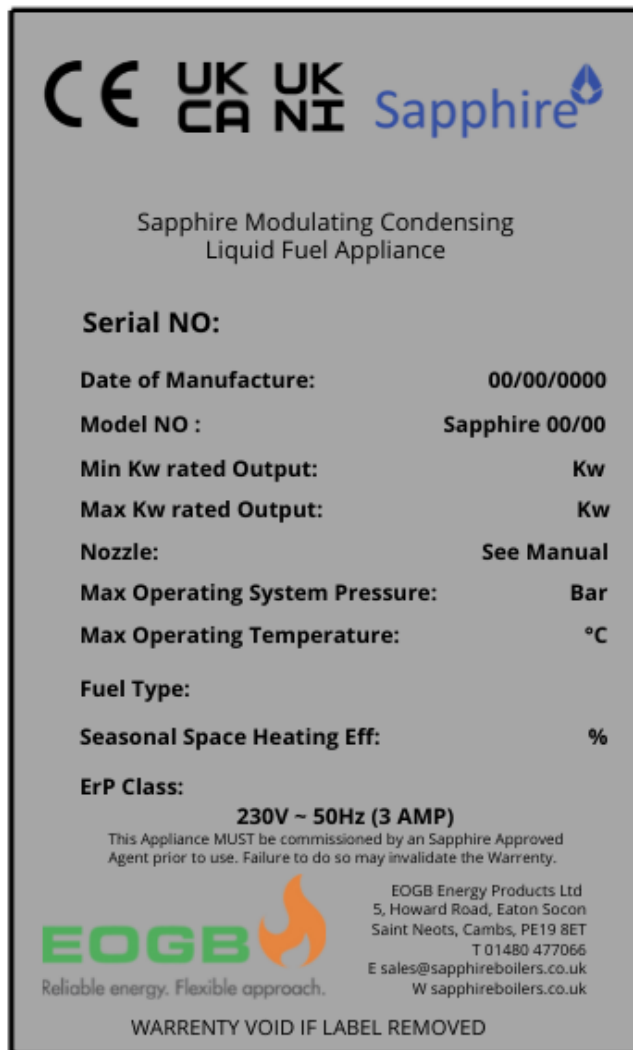 CE UK CA UK NI Sapphire
Sapphire Modulating Condensing
Liquid Fuel Appliance
Serial NO:
Date of Manufacture: 00/00/0000
Model NO : Sapphire 00/00
Min Kw rated Output: Kw
Max Kw rated Output: Kw
Nozzle: See Manual
Max Operating System Pressure: Bar
Max Operating Temperature: °C
Fuel Type:
Seasonal Space Heating Eff: %
ErP Class:
230V ~ 50Hz (3 AMP)
This Appliance MUST be commissioned by an Sapphire Approved
Agent prior to use. Failure to do so may invalidate the Warrenty.
EOGB
Reliable energy. Flexible approach.
EOGB Energy Products Ltd
5, Howard Road, Eaton Socon
Saint Neots, Cambs, PE19 8ET
T 01480 477066
E sales@sapphireboilers.co.uk
W sapphireboilers.co.uk
WARRENTY VOID IF LABEL REMOVED